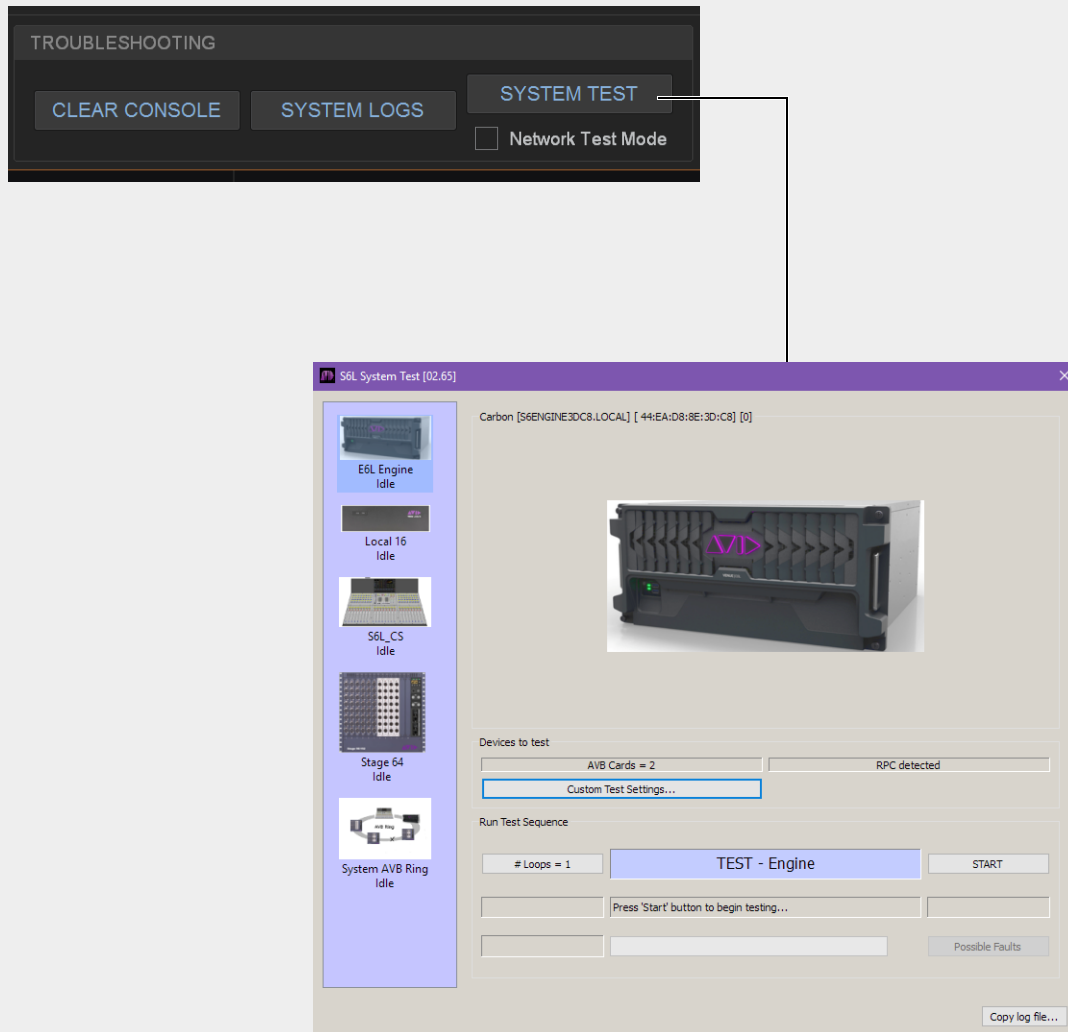 TROUBLESHOOTING
CLEAR CONSOLE
SYSTEM LOGS
SYSTEM TEST
Network Test Mode
S6L System Test [02.65]
E6L Engine
Idle
Local 16
Idle
S6L_CS
Idle
Stage 64
Idle
AVB Ring
System AVB Ring
Idle
Carbon [S6ENGINE3DC8.LOCAL] [ 44:EA:D8:8E:3D:C8] [0]
Devices to test
AVB Cards = 2
RPC detected
Custom Test Settings...
Run Test Sequence
# Loops = 1
TEST - Engine
START
Press 'Start' button to begin testing...
Possible Faults
Copy log file...